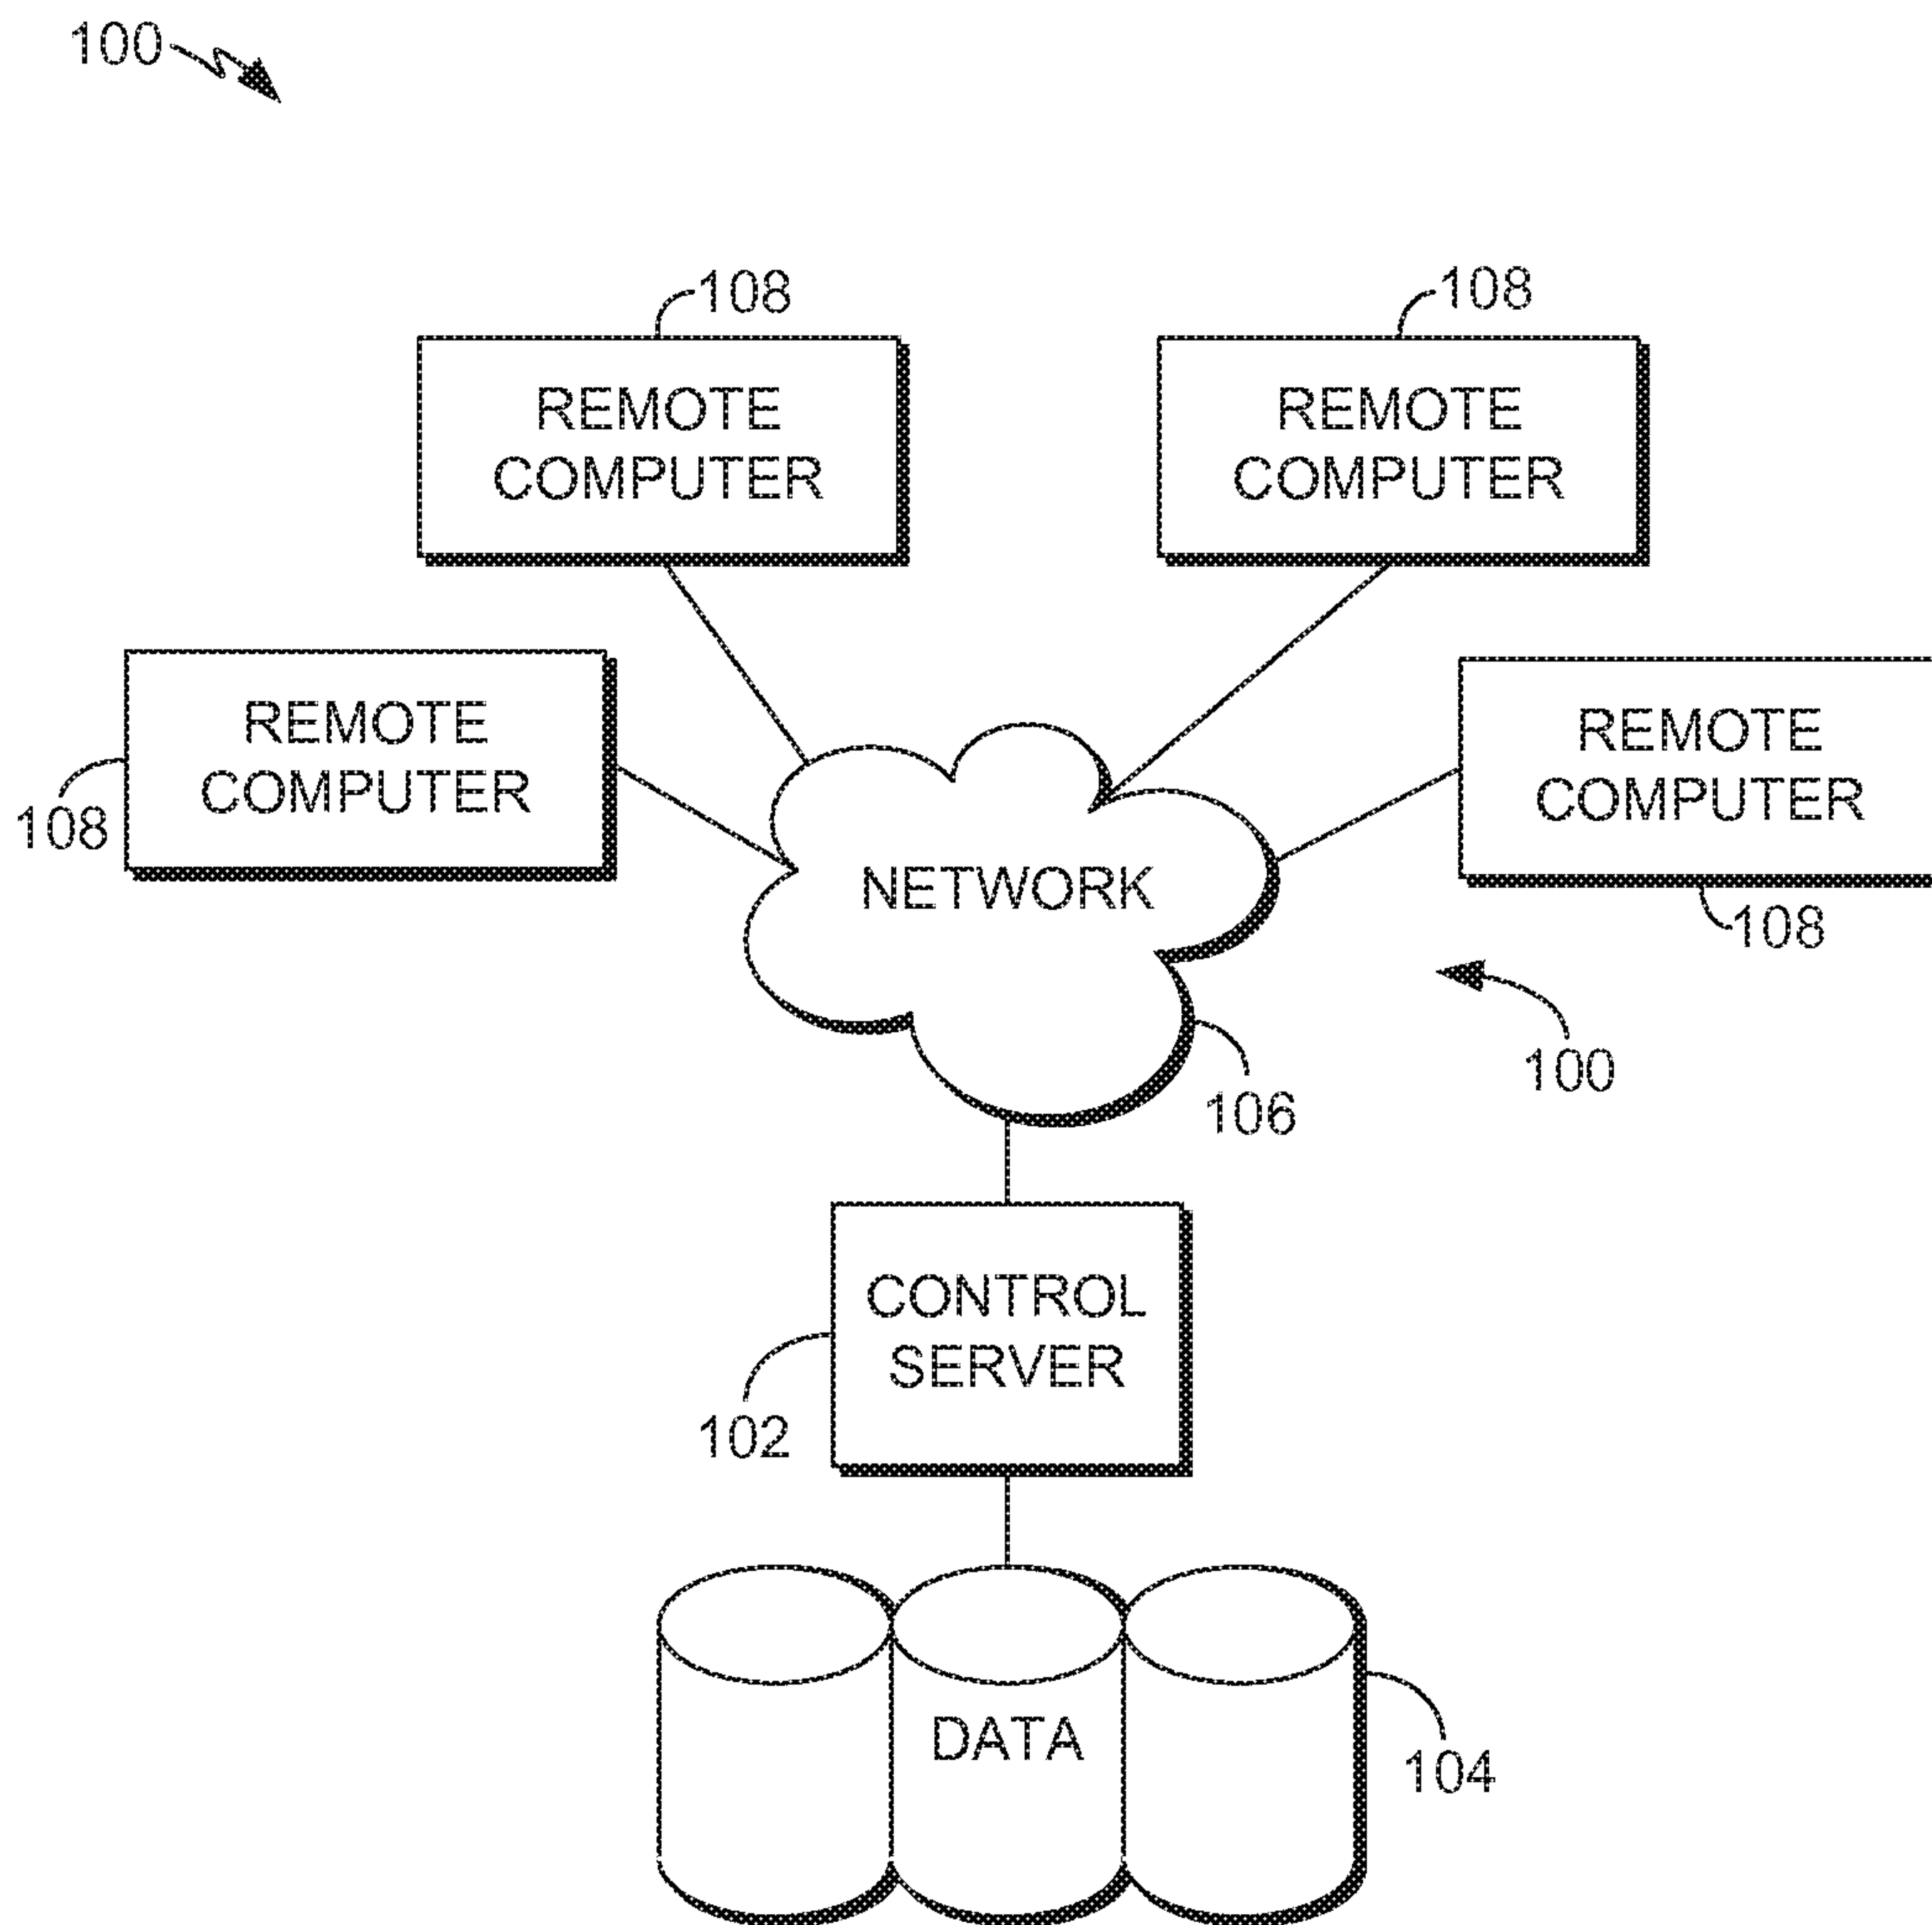 100
108
108
REMOTE
COMPUTER
REMOTE
COMPUTER
REMOTE
COMPUTER
108
REMOTE
COMPUTER
108
NETWORK
100
106
CONTROL
SERVER
102
DATA
104